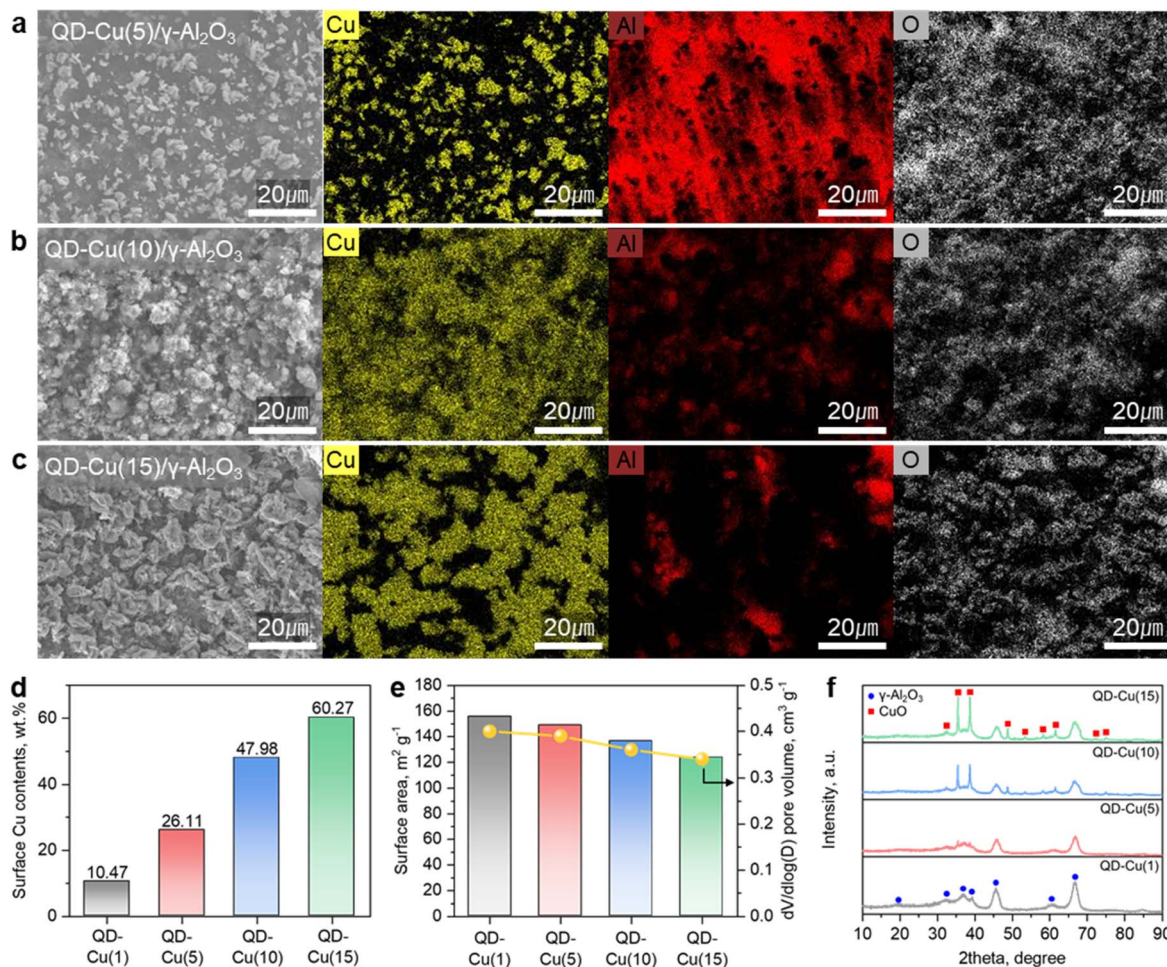 a
QD-Cu(5)/γ-Al₂O₃
Cu
Al
O
20㎛
20㎛
20㎛
20㎛
b
QD-Cu(10)/γ-Al₂O₃
Cu
Al
O
20㎛
20㎛
20㎛
20㎛
c
QD-Cu(15)/γ-Al₂O₃
Cu
Al
O
20㎛
20㎛
20㎛
20㎛
d
Surface Cu contents, wt.%
60
40
20
0
10.47
26.11
47.98
60.27
QD-
Cu(1)
QD-
Cu(5)
QD-
Cu(10)
QD-
Cu(15)
e
Surface area, m² g⁻¹
180
160
140
120
100
80
60
40
20
0
0.5
0.4
0.3
0.2
0.1
0.0
dV/dlog(D) pore volume, cm³ g⁻¹
QD-
Cu(1)
QD-
Cu(5)
QD-
Cu(10)
QD-
Cu(15)
f
Intensity, a.u.
γ-Al₂O₃
CuO
QD-Cu(15)
QD-Cu(10)
QD-Cu(5)
QD-Cu(1)
10 20 30 40 50 60 70 80 90
2theta, degree